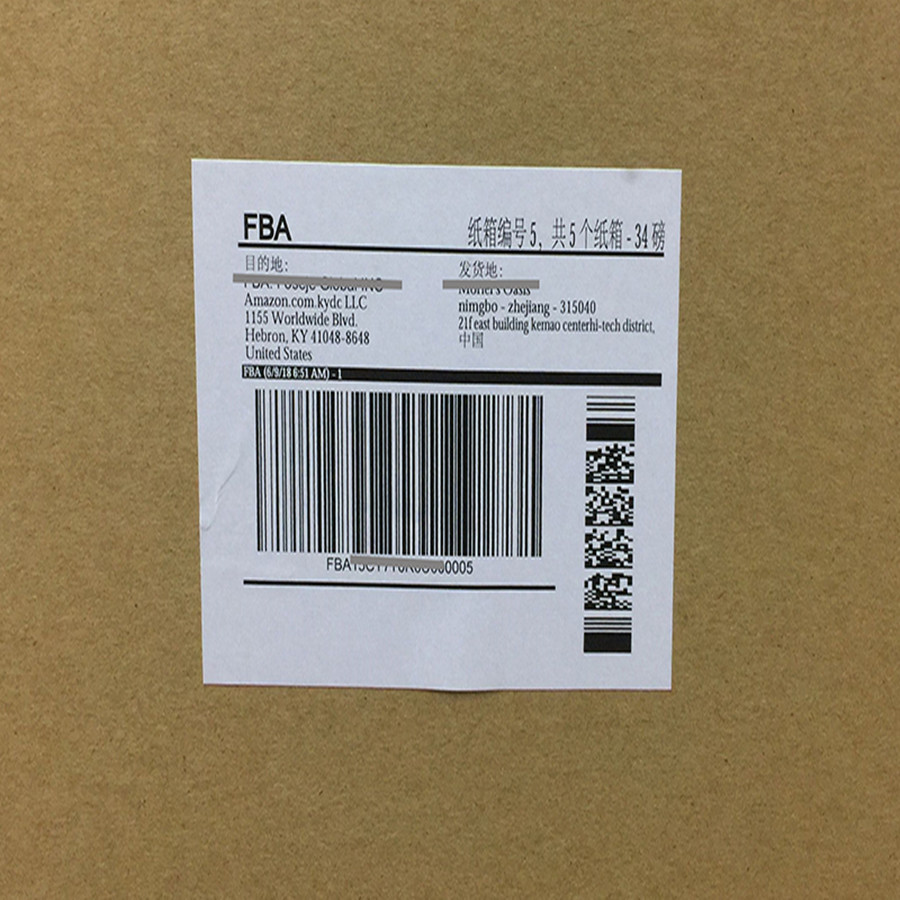 FBA
纸箱编号 5, 共 5 个纸箱 - 34 磅
目的地:
Amazon.com.kydc LLC
1155 Worldwide Blvd.
Hebron, KY 41048-8648
United States
发货地:
nimgbo - zhejiang - 315040
21f east building kemao centerhi-tech district,
中国
FBA (6/9/18 6:51 AM) - 1